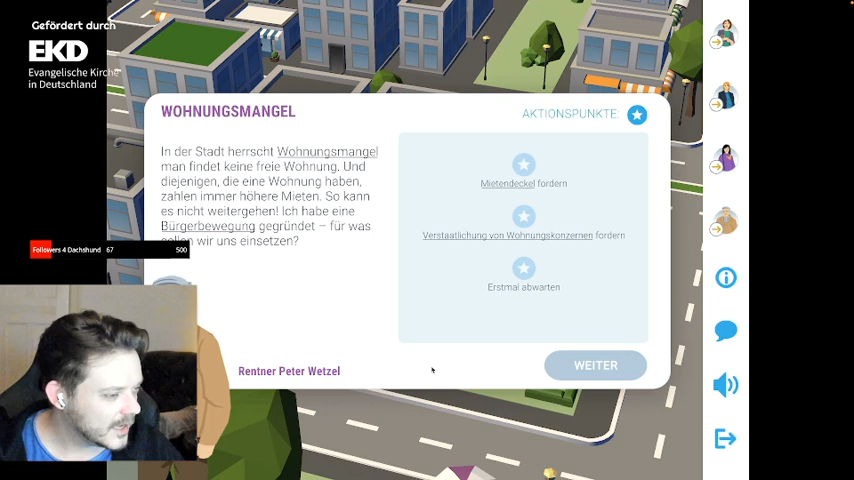 Gefördert durch
EKD
Evangelische Kirche
in Deutschland
WOHNUNGSMANGEL
AKTIONSPUNKTE:
In der Stadt herrscht Wohnungsmangel
man findet keine freie Wohnung. Und
diejenigen, die eine Wohnung haben,
zahlen immer höhere Mieten. So kann
es nicht weitergehen! Ich habe eine
Bürgerbewegung gegründet – für was
sollen wir uns einsetzen?
Mietendeckel fordern
Verstaatlichung von Wohnungskonzernen fordern
Erstmal abwarten
Followers 4 Dachshund 67 500
Rentner Peter Wetzel
WEITER